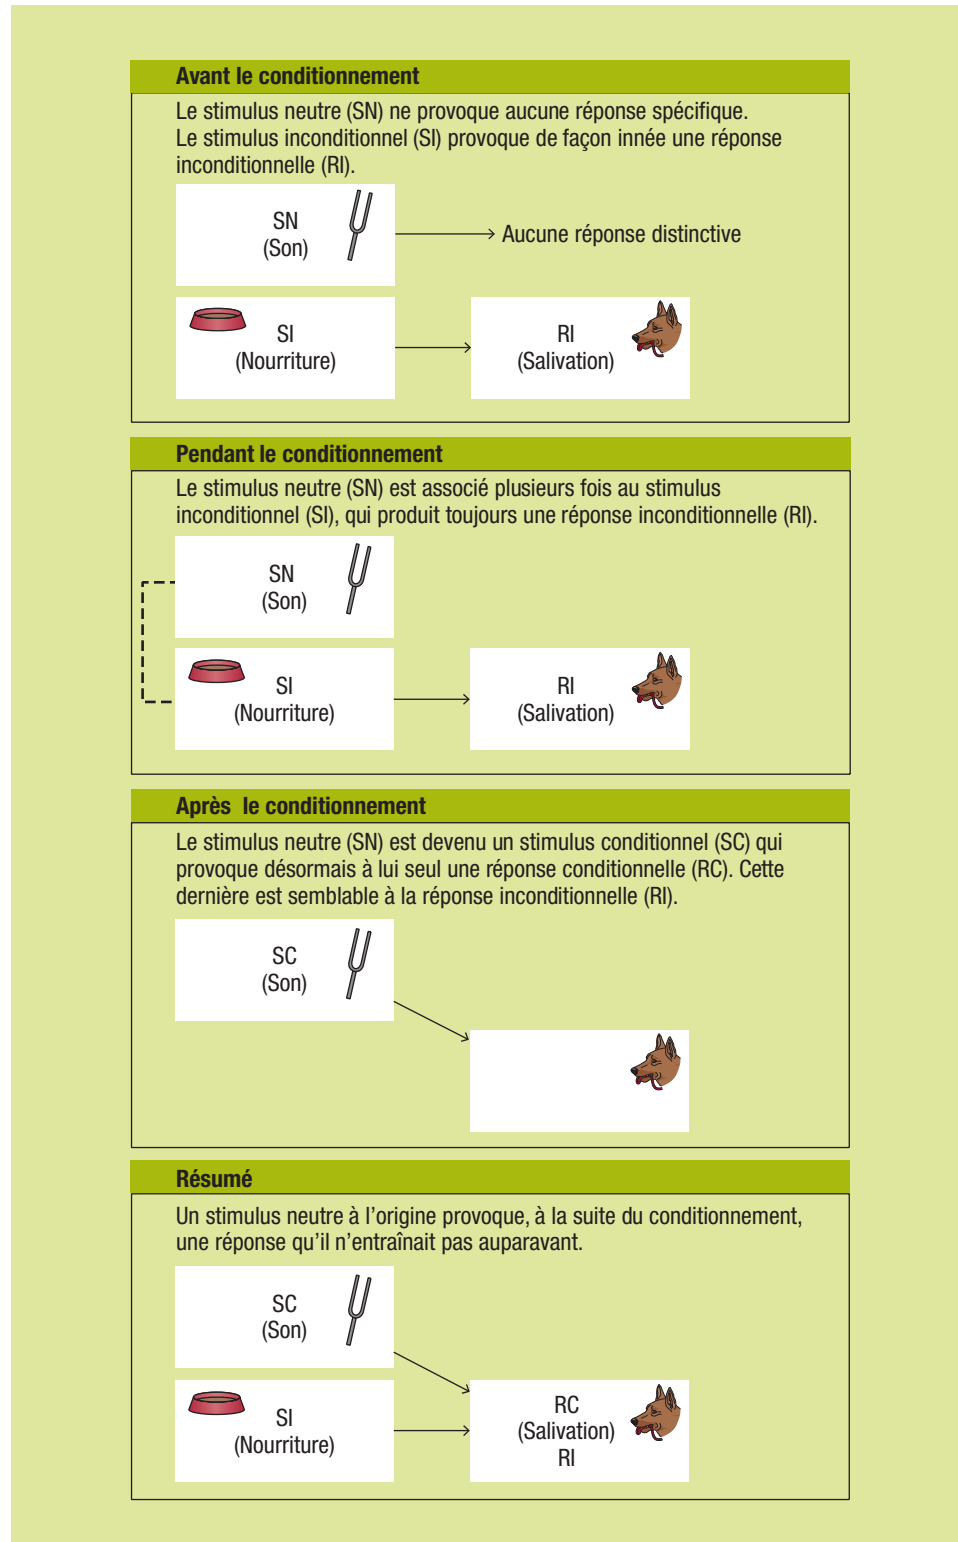 Avant le conditionnement
Le stimulus neutre (SN) ne provoque aucune réponse spécifique.
Le stimulus inconditionnel (SI) provoque de façon innée une réponse
inconditionnelle (RI).
SN
(Son)
Aucune réponse distinctive
SI
(Nourriture)
RI
(Salivation)
Pendant le conditionnement
Le stimulus neutre (SN) est associé plusieurs fois au stimulus
inconditionnel (SI), qui produit toujours une réponse inconditionnelle (RI).
SN
(Son)
SI
(Nourriture)
RI
(Salivation)
Après le conditionnement
Le stimulus neutre (SN) est devenu un stimulus conditionnel (SC) qui
provoque désormais à lui seul une réponse conditionnelle (RC). Cette
dernière est semblable à la réponse inconditionnelle (RI).
SC
(Son)
Résumé
Un stimulus neutre à l’origine provoque, à la suite du conditionnement,
une réponse qu’il n’entraînait pas auparavant.
SC
(Son)
SI
(Nourriture)
RC
(Salivation)
RI